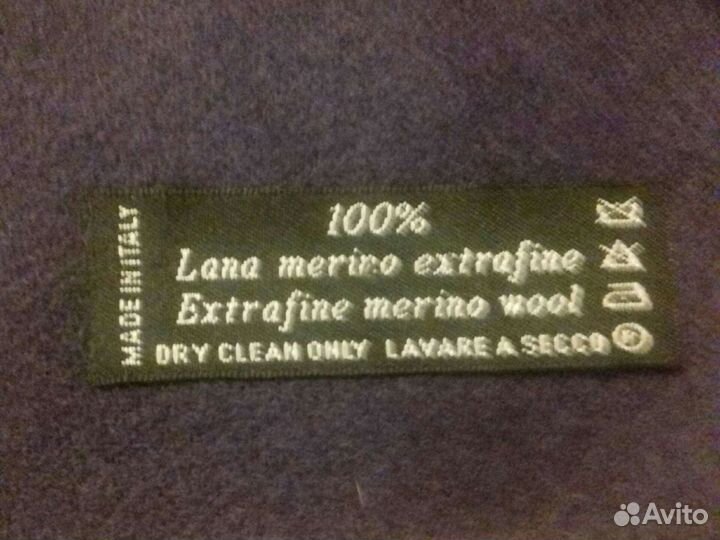 MADE IN ITALY
100%
Lana merino extrafine
Extrafine merino wool
DRY CLEAN ONLY LAVARE A SECCO
Avito